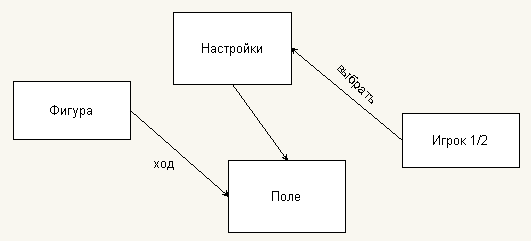 Настройки
выбрать
Фигура
Игрок 1/2
ход
Поле